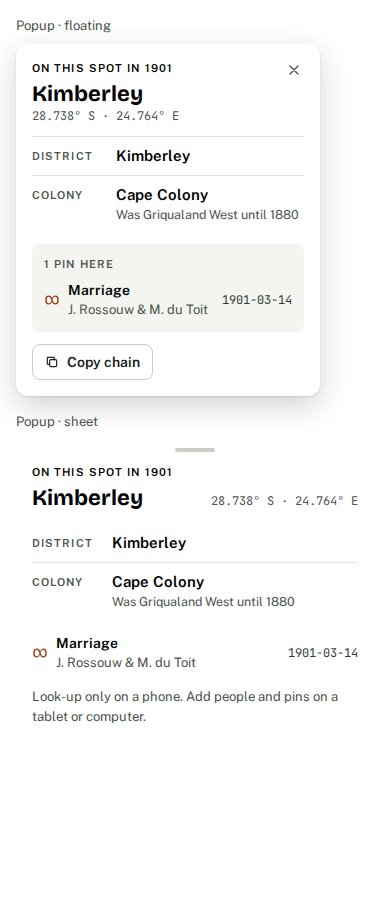 Popup · floating
ON THIS SPOT IN 1901
Kimberley
28.738° S · 24.764° E
DISTRICT Kimberley
COLONY Cape Colony
Was Griqualand West until 1880
1 PIN HERE
∞ Marriage
J. Rossouw & M. du Toit 1901-03-14
Copy chain
Popup · sheet
ON THIS SPOT IN 1901
Kimberley 28.738° S · 24.764° E
DISTRICT Kimberley
COLONY Cape Colony
Was Griqualand West until 1880
∞ Marriage
J. Rossouw & M. du Toit 1901-03-14
Look-up only on a phone. Add people and pins on a
tablet or computer.